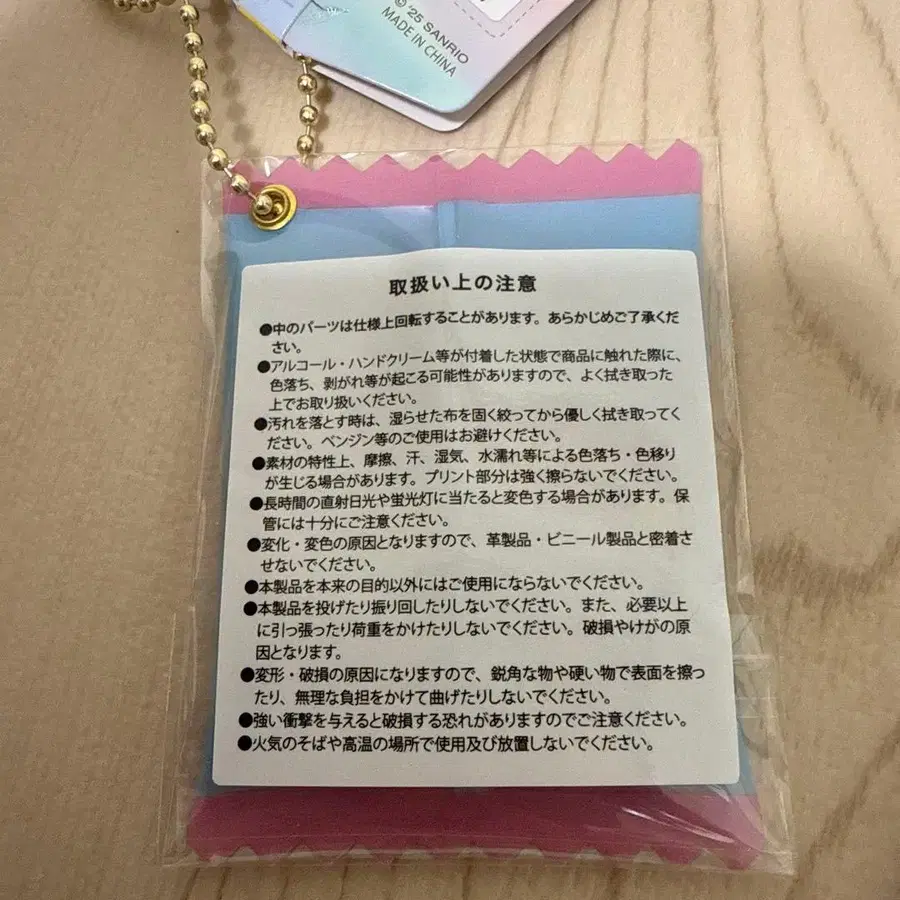 © '25 SANRIO
MADE IN CHINA
取扱い上の注意
●中のパーツは仕様上回転することがあります。あらかじめご了承くだ
さい。
●アルコール・ハンドクリーム等が付着した状態で商品に触れた際に、
色落ち、剥がれ等が起こる可能性がありますので、よく拭き取った
上でお取り扱いください。
●汚れを落とす時は、湿らせた布を固く絞ってから優しく拭き取ってく
ださい。ベンジン等のご使用はお避けください。
●素材の特性上、摩擦、汗、湿気、水濡れ等による色落ち・色移り
が生じる場合があります。プリント部分は強く擦らないでください。
●長時間の直射日光や蛍光灯に当たると変色する場合があります。保
管には十分にご注意ください。
●変化・変色の原因となりますので、革製品・ビニール製品と密着さ
せないでください。
●本製品を本来の目的以外にはご使用にならないでください。
●本製品を投げたり振り回したりしないでください。また、必要以上
に引っ張ったり荷重をかけたりしないでください。破損やけがの原
因となります。
●変形・破損の原因になりますので、鋭角な物や硬い物で表面を擦っ
たり、無理な負担をかけて曲げたりしないでください。
●強い衝撃を与えると破損する恐れがありますのでご注意ください。
●火気のそばや高温の場所で使用及び放置しないでください。